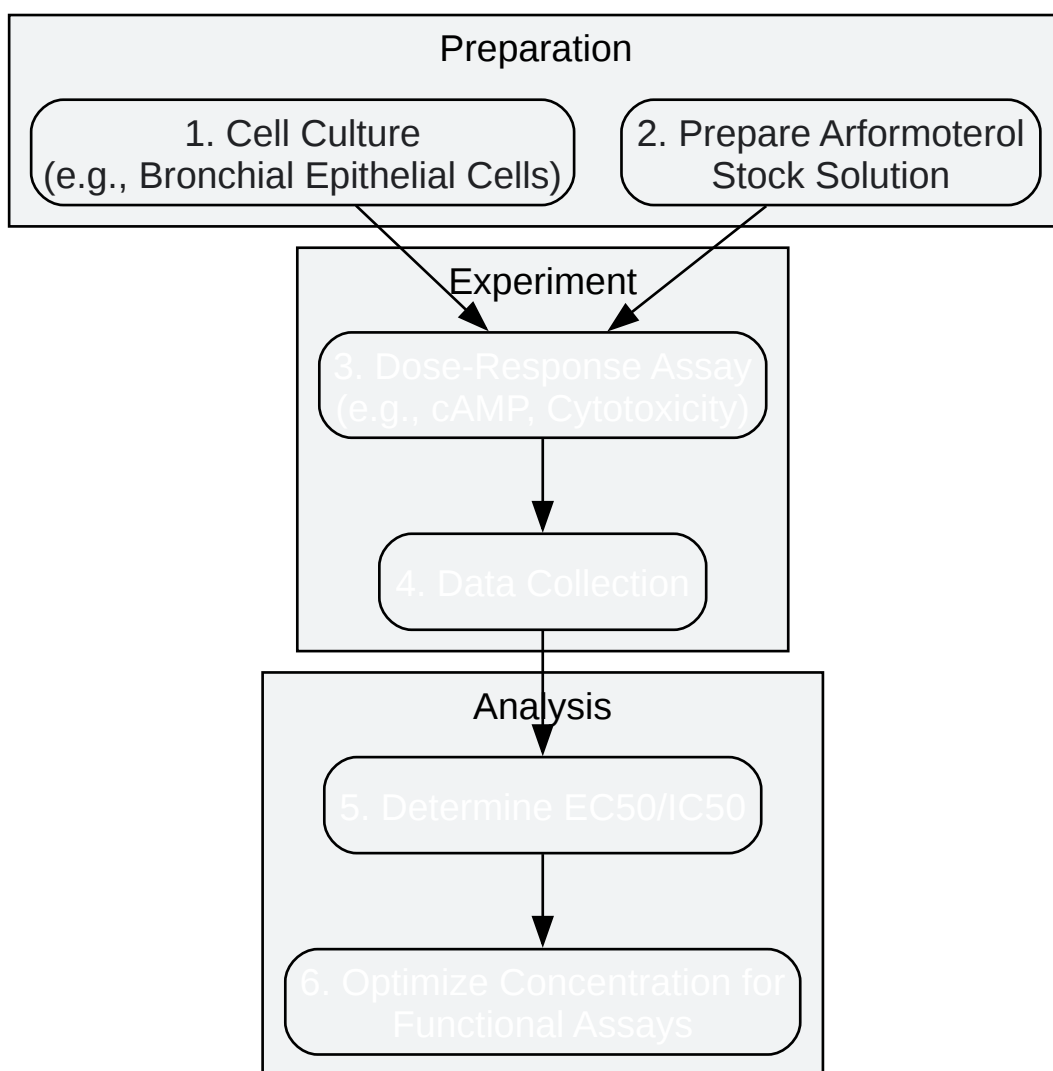 Preparation
1. Cell Culture
(e.g., Bronchial Epithelial Cells)
2. Prepare Arformoterol
Stock Solution
Experiment
3. Dose-Response Assay
(e.g., cAMP, Cytotoxicity)
4. Data Collection
Analysis
5. Determine EC50/IC50
6. Optimize Concentration for
Functional Assays